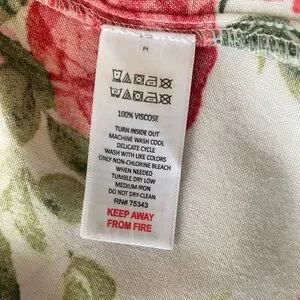 100% VISCOSE
TURN INSIDE OUT
MACHINE WASH COOL
DELICATE CYCLE
WASH WITH LIKE COLORS
ONLY NON-CHLORINE BLEACH
WHEN NEEDED
TUMBLE DRY LOW
MEDIUM IRON
DO NOT DRY-CLEAN
RN# 75343
KEEP AWAY
FROM FIRE